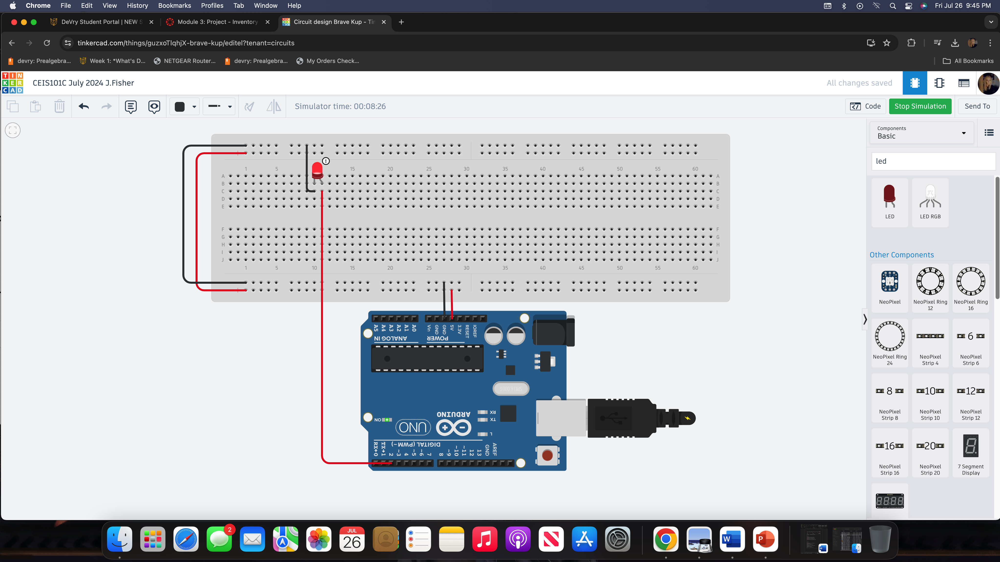 Chrome File Edit View History Bookmarks Profiles Tab Window Help Fri Jul 26 9:45 PM
DeVry Student Portal | NEW S Module 3: Project - Inventory Circuit design Brave Kup - Tin
tinkercad.com/things/guzxoTlqhjX-brave-kup/editel?tenant=circuits
devry: Prealgebra... Week 1: *What's D... NETGEAR Router... devry: Prealgebra... My Orders Check... All Bookmarks
TIN
KER
CAD
CEIS101C July 2024 J.Fisher
All changes saved
Simulator time: 00:08:26
Code Stop Simulation Send To
Components
Basic
led
LED LED RGB
Other Components
NeoPixel NeoPixel Ring 12 NeoPixel Ring 16
6
NeoPixel Ring 24 NeoPixel Strip 4 NeoPixel Strip 6
8 10 12
NeoPixel Strip 8 NeoPixel Strip 10 NeoPixel Strip 12
16 20
NeoPixel Strip 16 NeoPixel Strip 20 7 Segment Display
1 5 15 20 25 30 35 40 45 50 55 60
A A
B B
C C
D D
E E
F F
G G
H H
I I
J J
1 5 10 15 20 25 30 35 40 45 50 55 60
A5 A4 A3 A2 A1 A0 Vin GND GND 5V 3.3V RESET IOREF
ANALOG IN POWER
SPK16.000G
ON
UNO
ARDUINO
RX
TX
L
DIGITAL (PWM~)
RX←0 TX→1 2 ~3 4 ~5 ~6 7 8 ~9 ~10 ~11 12 13 GND AREF
2
JUL
26
W
P